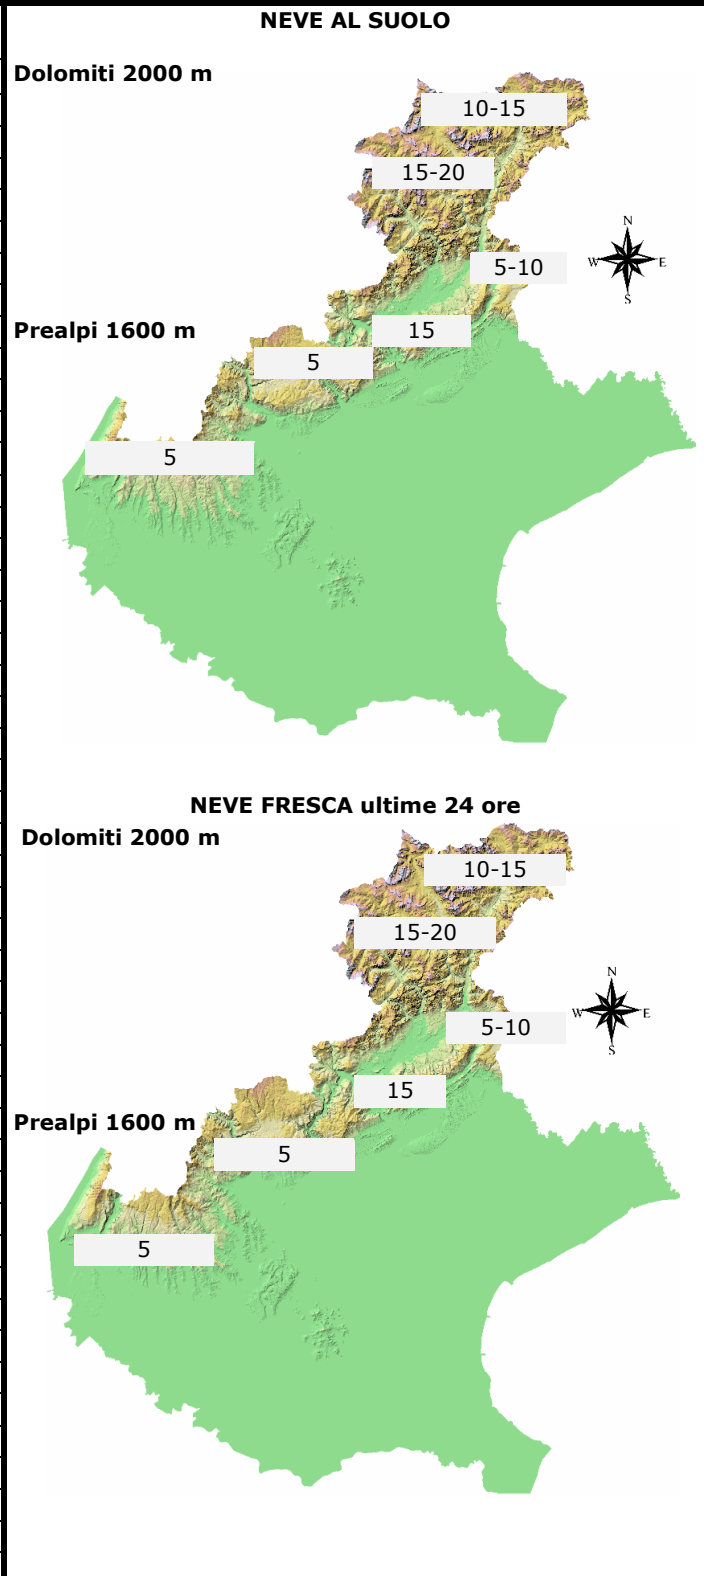 NEVE AL SUOLO
Dolomiti 2000 m
10-15
15-20
N
W E
S
5-10
Prealpi 1600 m
15
5
5
NEVE FRESCA ultime 24 ore
Dolomiti 2000 m
10-15
15-20
N
W E
S
5-10
15
Prealpi 1600 m
5
5